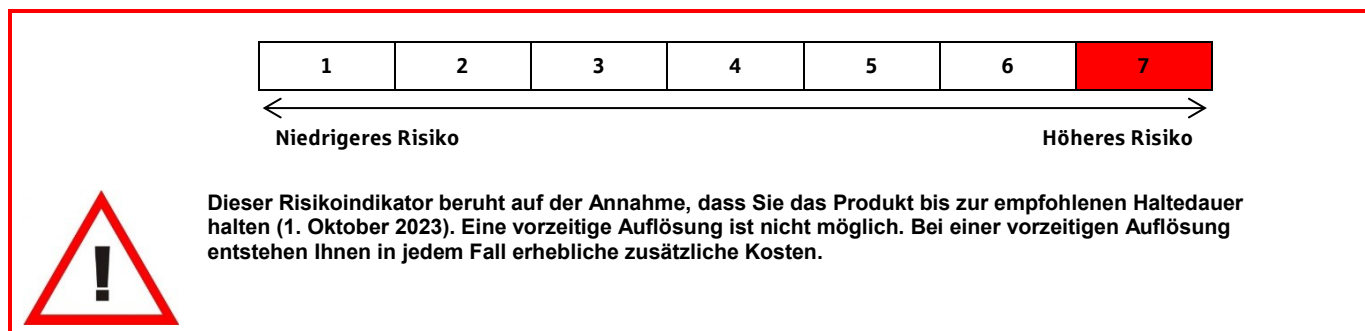 1 2 3 4 5 6 7
Niedrigeres Risiko Höheres Risiko
Dieser Risikoindikator beruht auf der Annahme, dass Sie das Produkt bis zur empfohlenen Haltedauer
halten (1. Oktober 2023). Eine vorzeitige Auflösung ist nicht möglich. Bei einer vorzeitigen Auflösung
entstehen Ihnen in jedem Fall erhebliche zusätzliche Kosten.
!